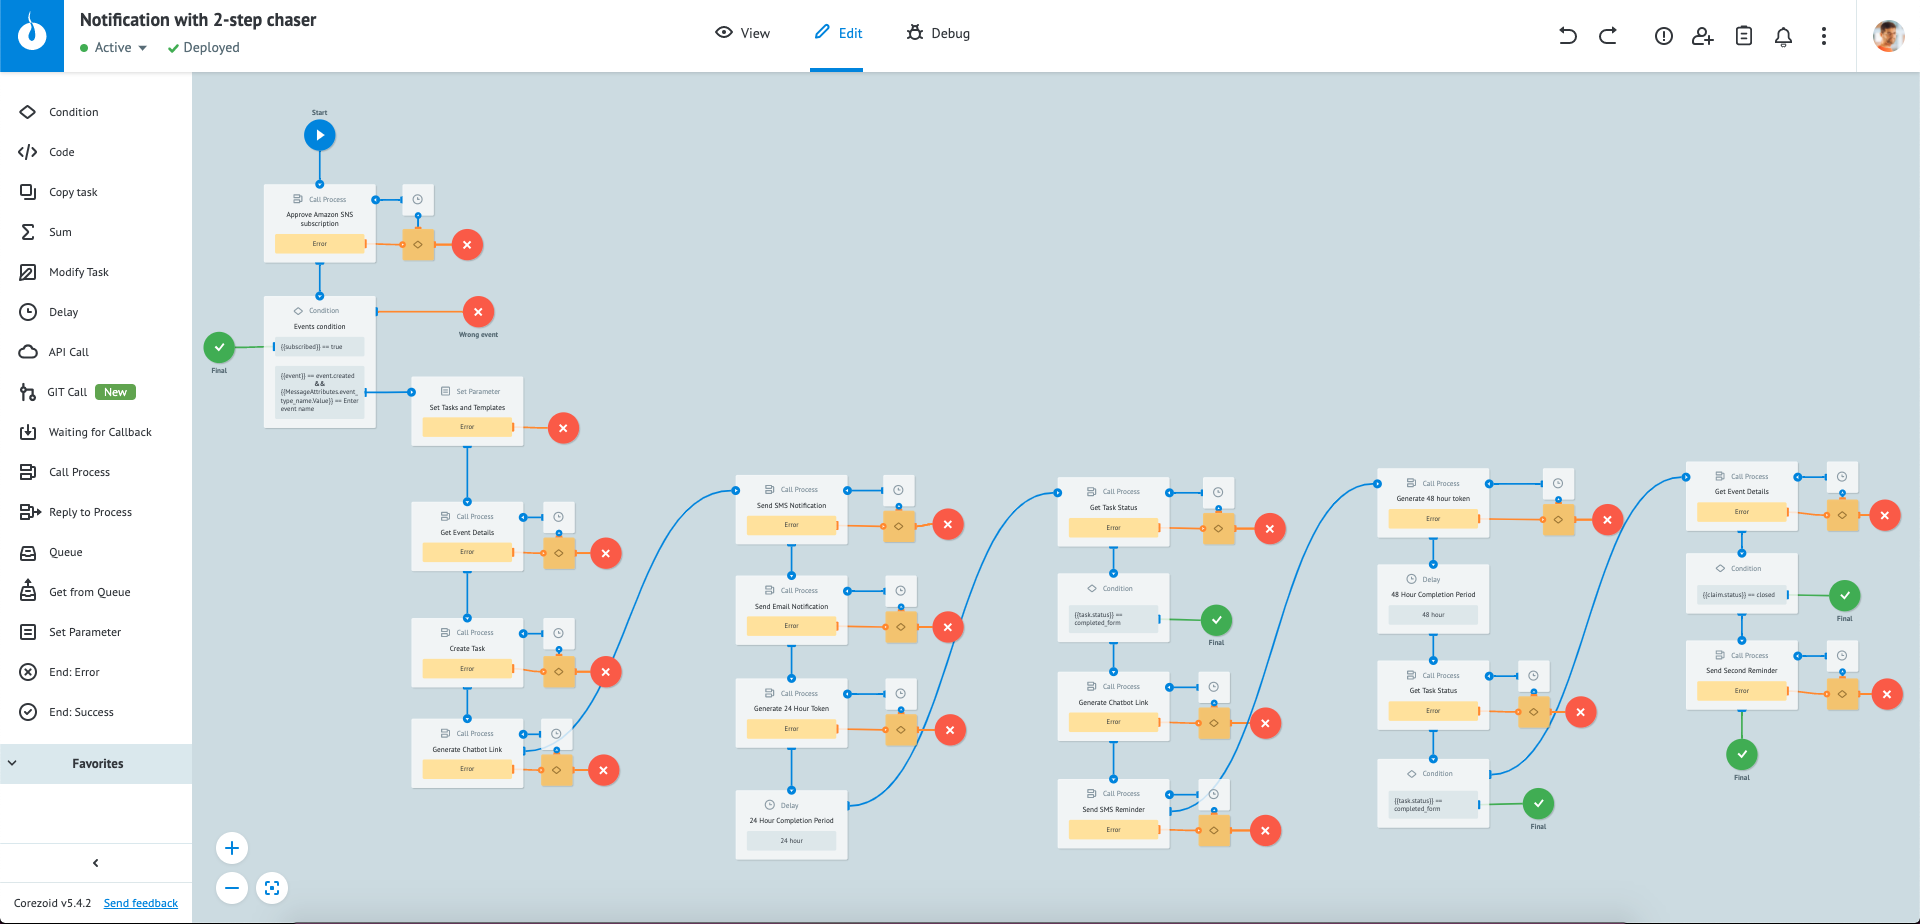 Notification with 2-step chaser
Active
Deployed
View
Edit
Debug
Condition
Code
Copy task
Sum
Modify Task
Delay
API Call
GIT Call New
Waiting for Callback
Call Process
Reply to Process
Queue
Get from Queue
Set Parameter
End: Error
End: Success
Favorites
Corezoid v5.4.2 Send feedback
Start
Call Process
Approve Amazon SNS
subscription
Error
Condition
Events condition
{{subscribed}} == true
{{event}} == event.created
&&
{{MessageAttributes.event_
type_name.Value}} == Enter
event name
Final
Wrong event
Set Parameter
Set Tasks and Templates
Error
Call Process
Get Event Details
Error
Call Process
Create Task
Error
Call Process
Generate Chatbot Link
Error
Call Process
Send SMS Notification
Error
Call Process
Send Email Notification
Error
Call Process
Generate 24 Hour Token
Error
Delay
24 Hour Completion Period
24 hour
Call Process
Get Task Status
Error
Condition
{{task.status}} ==
completed_form
Final
Call Process
Generate Chatbot Link
Error
Call Process
Send SMS Reminder
Error
Call Process
Generate 48 hour token
Error
Delay
48 Hour Completion Period
48 hour
Call Process
Get Task Status
Error
Condition
{{task.status}} ==
completed_form
Final
Call Process
Get Event Details
Error
Condition
{{claim.status}} == closed
Final
Call Process
Send Second Reminder
Error
Final